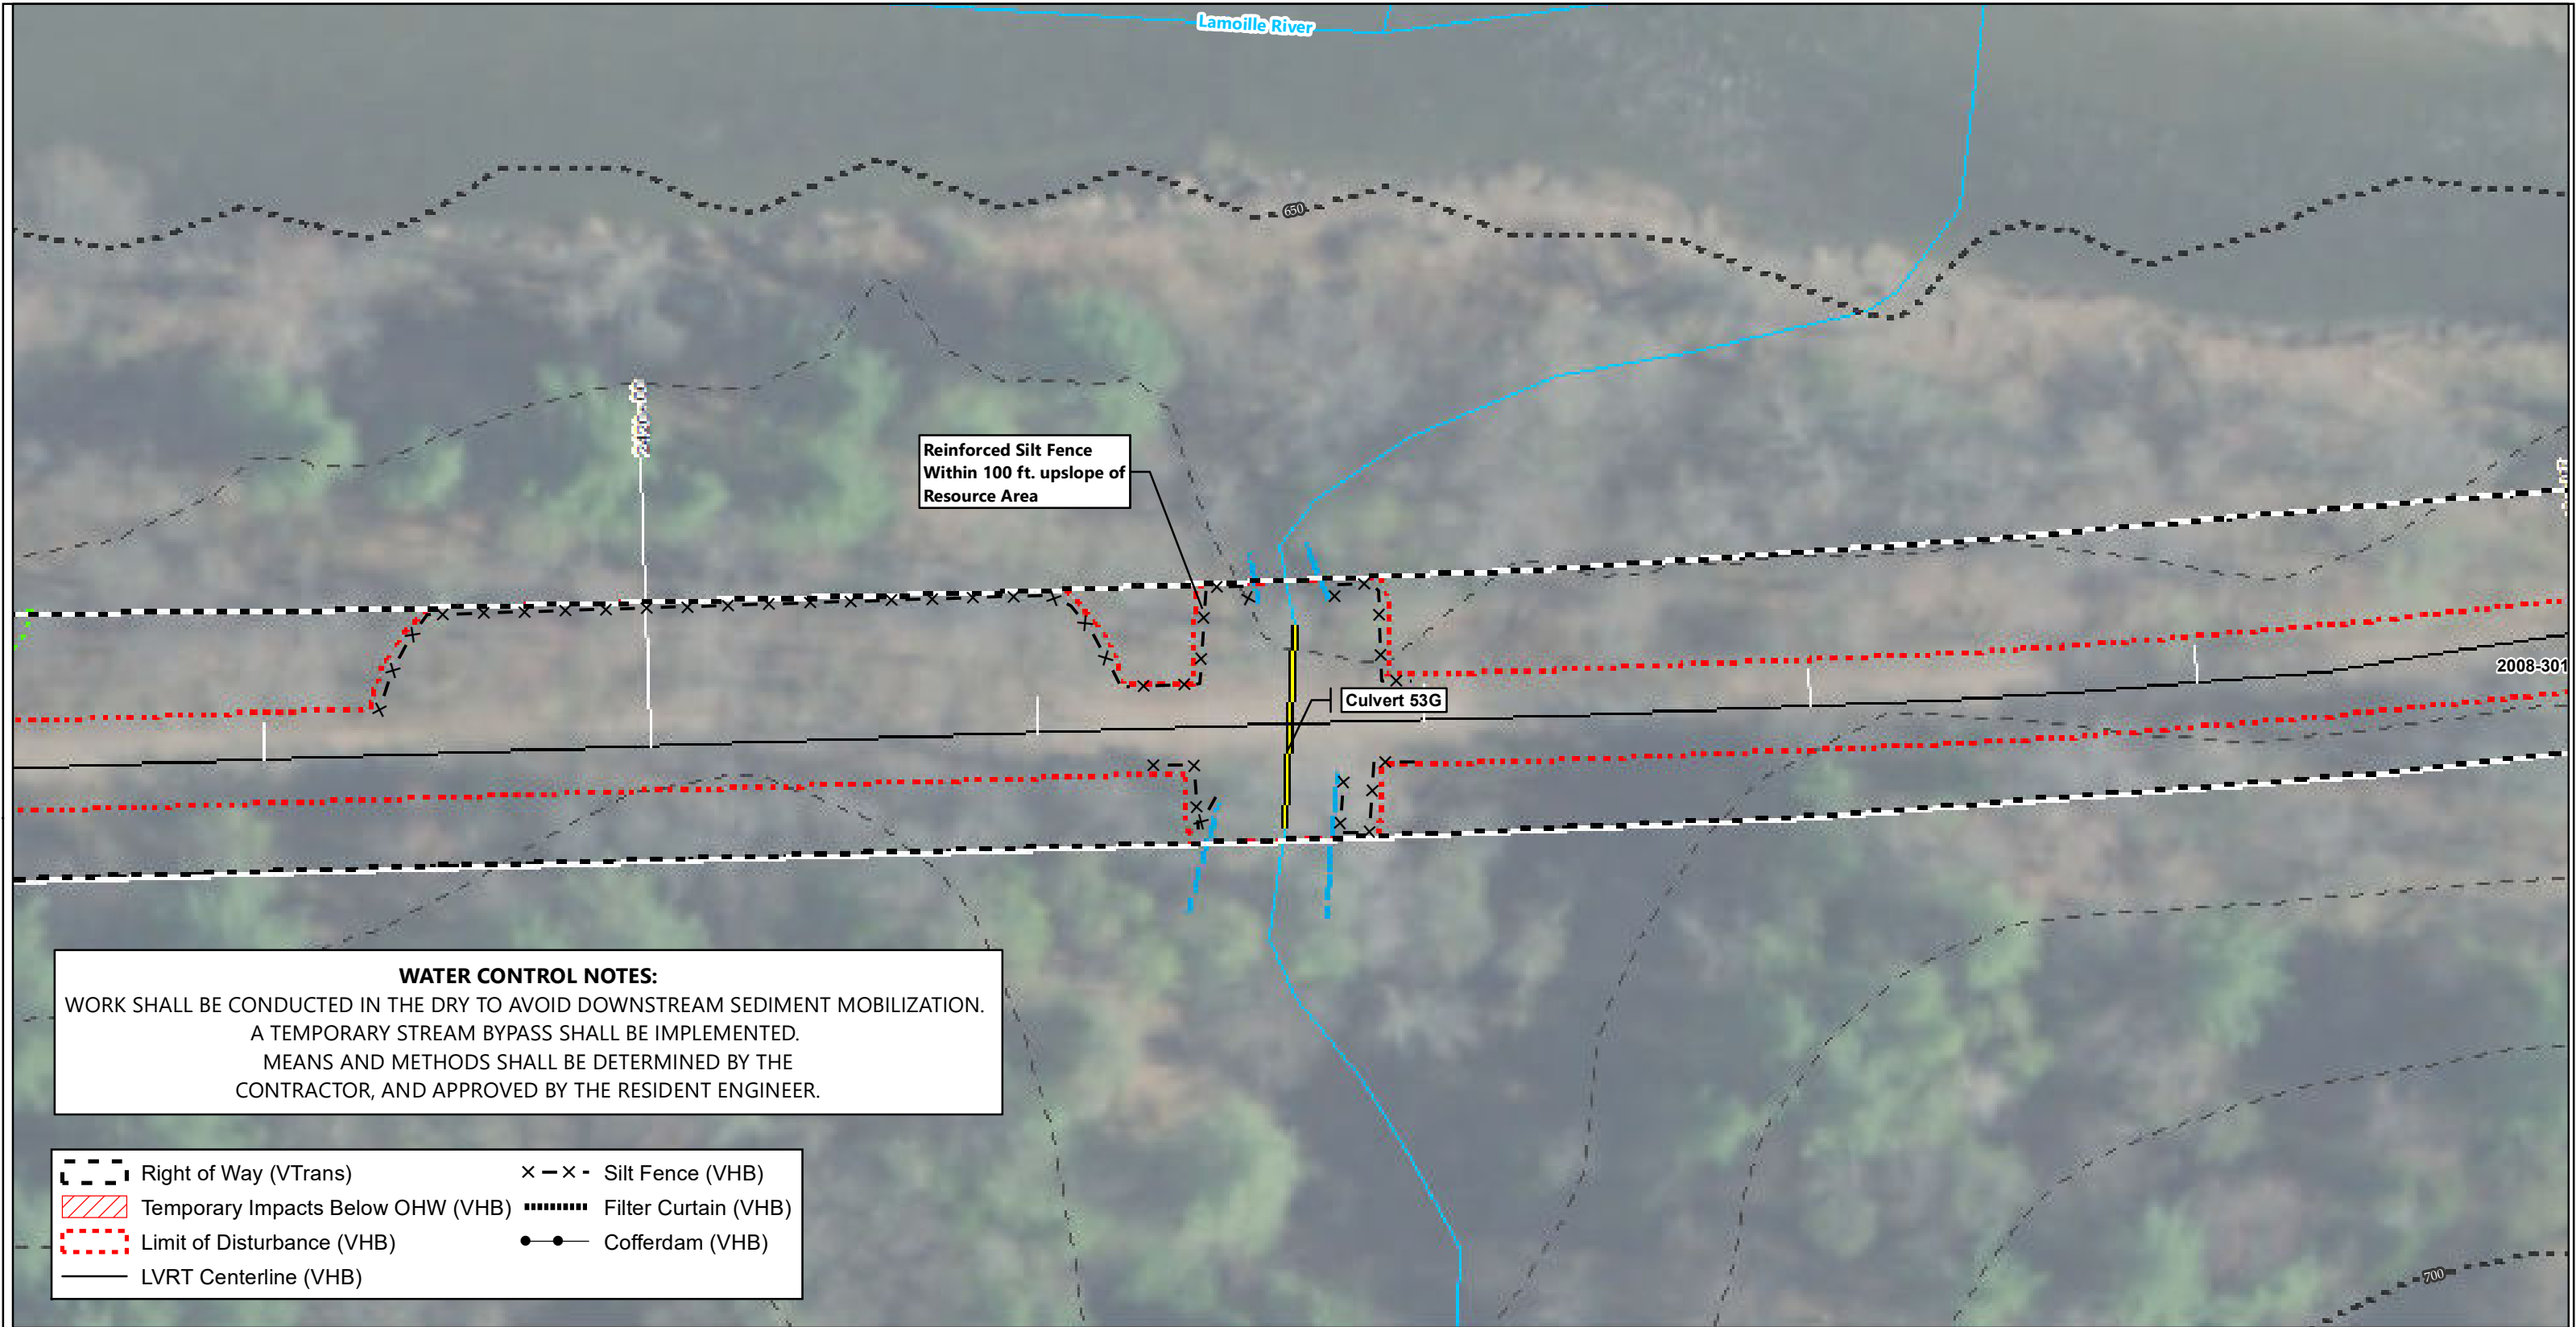 Lamoille River
650
Reinforced Silt Fence
Within 100 ft. upslope of
Resource Area
2008-301
Culvert 53G
WATER CONTROL NOTES:
WORK SHALL BE CONDUCTED IN THE DRY TO AVOID DOWNSTREAM SEDIMENT MOBILIZATION.
A TEMPORARY STREAM BYPASS SHALL BE IMPLEMENTED.
MEANS AND METHODS SHALL BE DETERMINED BY THE
CONTRACTOR, AND APPROVED BY THE RESIDENT ENGINEER.
Right of Way (VTrans)
Temporary Impacts Below OHW (VHB)
Limit of Disturbance (VHB)
LVRT Centerline (VHB)
Silt Fence (VHB)
Filter Curtain (VHB)
Cofferdam (VHB)
700